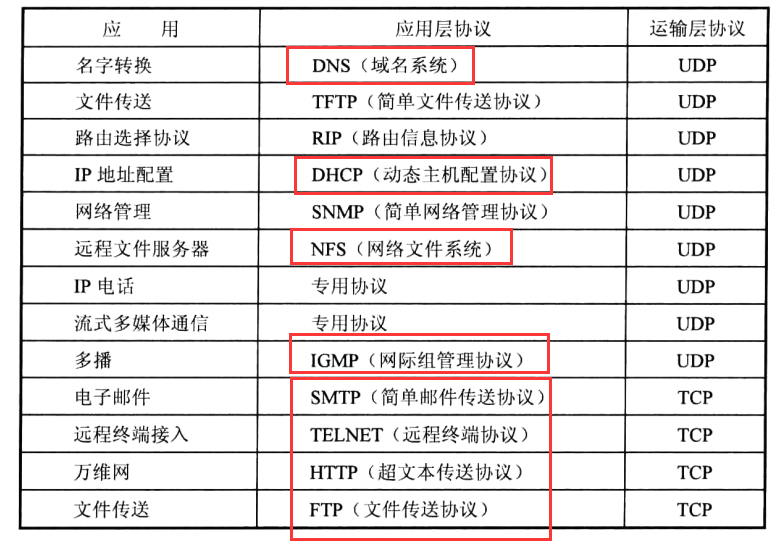 应 用 应用层协议 运输层协议
名字转换 DNS（域名系统） UDP
文件传送 TFTP（简单文件传送协议） UDP
路由选择协议 RIP（路由信息协议） UDP
IP 地址配置 DHCP（动态主机配置协议） UDP
网络管理 SNMP（简单网络管理协议） UDP
远程文件服务器 NFS（网络文件系统） UDP
IP 电话 专用协议 UDP
流式多媒体通信 专用协议 UDP
多播 IGMP（网际组管理协议） UDP
电子邮件 SMTP（简单邮件传送协议） TCP
远程终端接入 TELNET（远程终端协议） TCP
万维网 HTTP（超文本传送协议） TCP
文件传送 FTP（文件传送协议） TCP